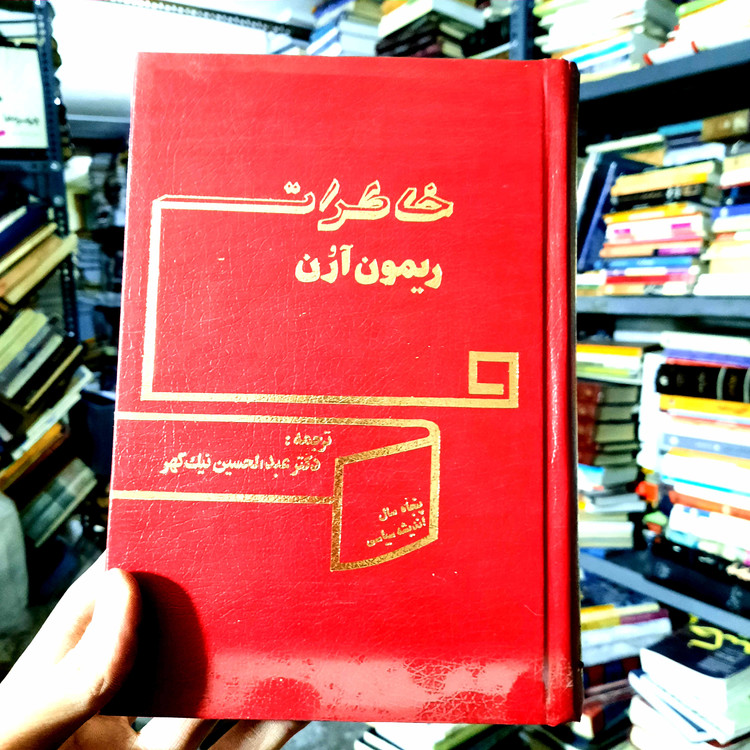 خاطرات
ریمون آرُن
ترجمه:
دکتر عبدالحسین نیک‌گهر
پنجاه سال
اندیشه سیاسی